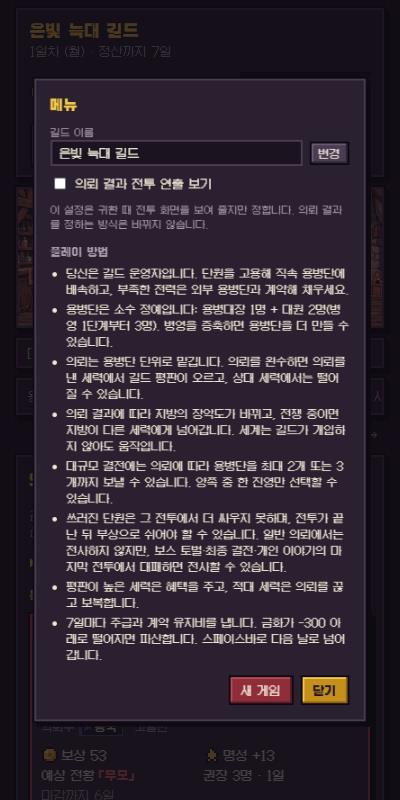 은빛 늑대 길드
1일차 (월) · 정산까지 7일
메뉴
길드 이름
은빛 늑대 길드
변경
의뢰 결과 전투 연출 보기
이 설정은 귀환 때 전투 화면을 보여 줄지만 정합니다. 의뢰 결과
를 정하는 방식은 바뀌지 않습니다.
플레이 방법
• 당신은 길드 운영자입니다. 단원을 고용해 직속 용병단에
배속하고, 부족한 전력은 외부 용병단과 계약해 채우세요.
• 용병단은 소수 정예입니다: 용병대장 1명 + 대원 2명(병
영 1단계부터 3명). 병영을 증축하면 용병단을 더 만들 수
있습니다.
• 의뢰는 용병단 단위로 맡깁니다. 의뢰를 완수하면 의뢰를
낸 세력에서 길드 평판이 오르고, 상대 세력에서는 떨어
질 수 있습니다.
• 의뢰 결과에 따라 지방의 장악도가 바뀌고, 전쟁 중이면
지방이 다른 세력에게 넘어갑니다. 세계는 길드가 개입하
지 않아도 움직입니다.
• 대규모 결전에는 의뢰에 따라 용병단을 최대 2개 또는 3
개까지 보낼 수 있습니다. 양쪽 중 한 진영만 선택할 수
있습니다.
• 쓰러진 단원은 그 전투에서 더 싸우지 못하며, 전투가 끝
난 뒤 부상으로 쉬어야 할 수 있습니다. 일반 의뢰에서는
전사하지 않지만, 보스 토벌·최종 결전·개인 이야기의 마
지막 전투에서 대패하면 전사할 수 있습니다.
• 평판이 높은 세력은 혜택을 주고, 적대 세력은 의뢰를 끊
고 보복합니다.
• 7일마다 주급과 계약 유지비를 냅니다. 금화가 -300 아
래로 떨어지면 파산합니다. 스페이스바로 다음 날로 넘어
갑니다.
새 게임
닫기
보상 53
명성 +13
예상 전황 「무모」
권장 3명 · 1일
마감까지 6일